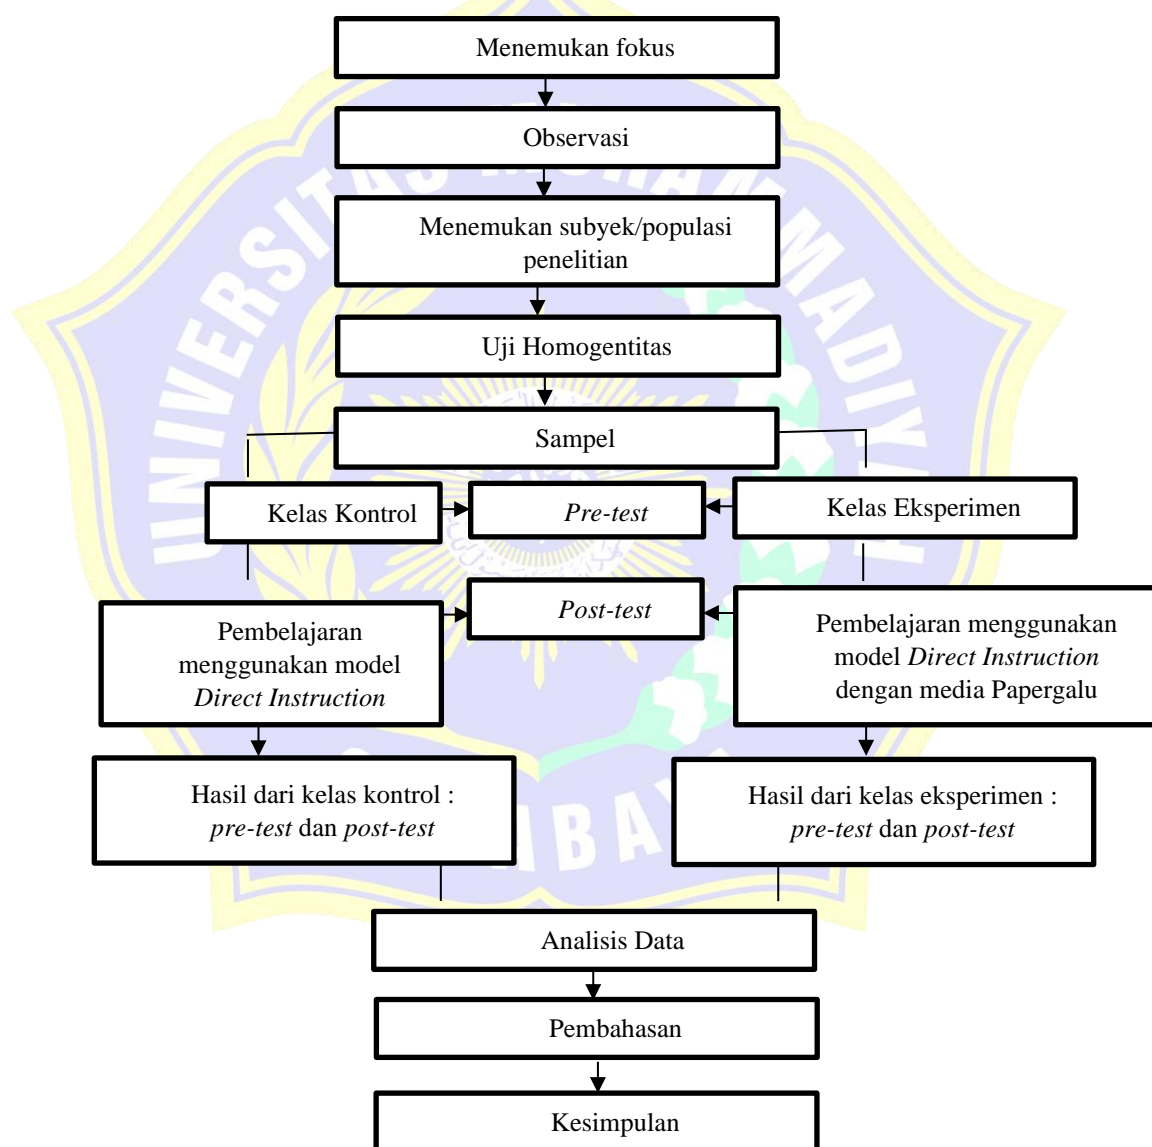 Menemukan fokus
Observasi
Menemukan subyek/populasi
penelitian
Uji Homogentitas
Sampel
Kelas Kontrol
Pre-test
Kelas Eksperimen
Post-test
Pembelajaran
menggunakan model
Direct Instruction
Pembelajaran menggunakan
model Direct Instruction
dengan media Papergalu
Hasil dari kelas kontrol :
pre-test dan post-test
Hasil dari kelas eksperimen :
pre-test dan post-test
Analisis Data
Pembahasan
Kesimpulan